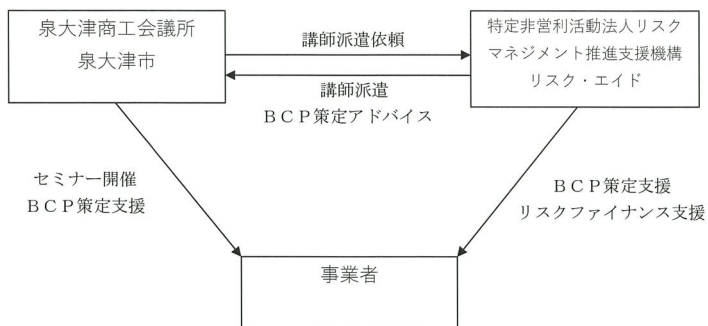 泉大津商工会議所
泉大津市
講師派遣依頼
特定非営利活動法人リスク
マネジメント推進支援機構
リスク・エイド
講師派遣
ＢＣＰ策定アドバイス
セミナー開催
ＢＣＰ策定支援
ＢＣＰ策定支援
リスクファイナンス支援
事業者